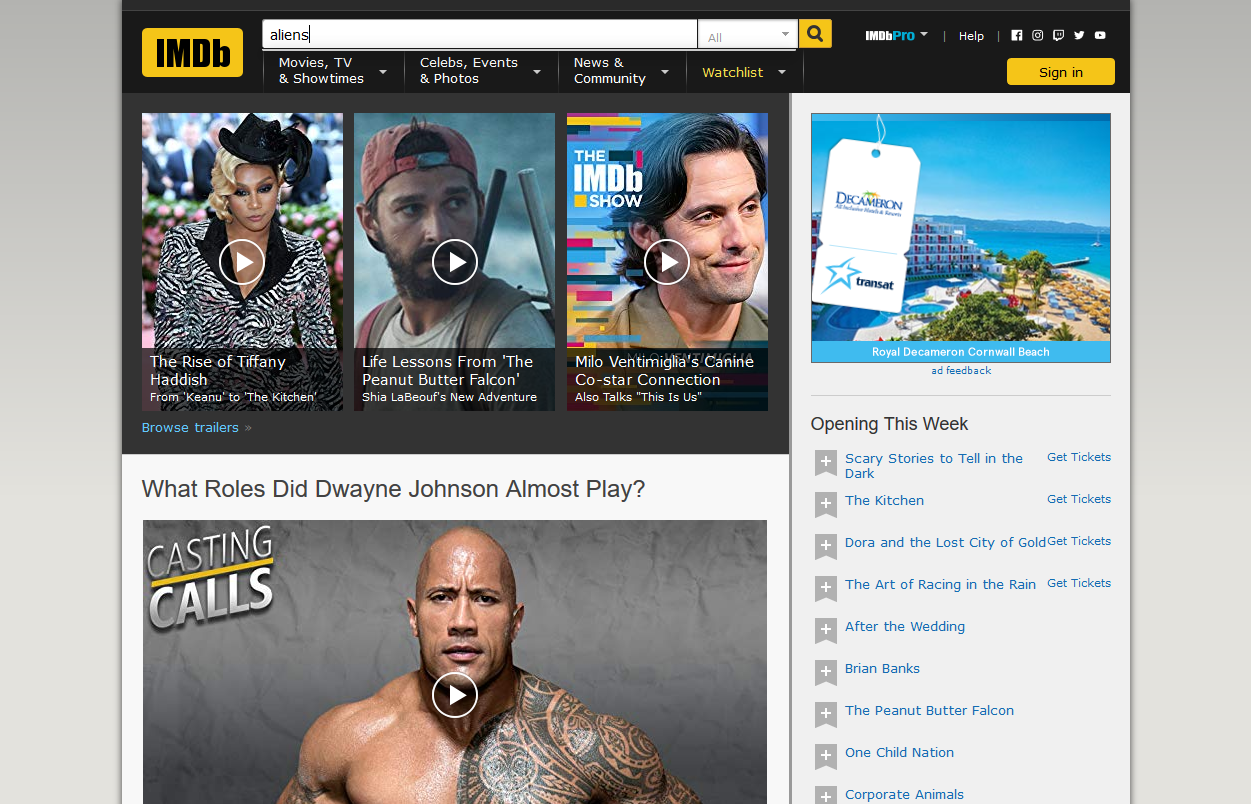 IMDb
aliens
All
IMDbPro
|
Help
|
Movies, TV
& Showtimes
Celebs, Events
& Photos
News &
Community
Watchlist
Sign in
The Rise of Tiffany
Haddish
From 'Keanu' to 'The Kitchen'
Life Lessons From 'The
Peanut Butter Falcon'
Shia LaBeouf's New Adventure
THE
IMDb
SHOW
Milo Ventimiglia's Canine
Co-star Connection
Also Talks "This Is Us"
Browse trailers »
What Roles Did Dwayne Johnson Almost Play?
CASTING
CALLS
DECAMERON
All Inclusive Hotels & Resorts
transat
Royal Decameron Cornwall Beach
ad feedback
Opening This Week
Scary Stories to Tell in the
Dark
Get Tickets
The Kitchen
Get Tickets
Dora and the Lost City of Gold
Get Tickets
The Art of Racing in the Rain
Get Tickets
After the Wedding
Brian Banks
The Peanut Butter Falcon
One Child Nation
Corporate Animals